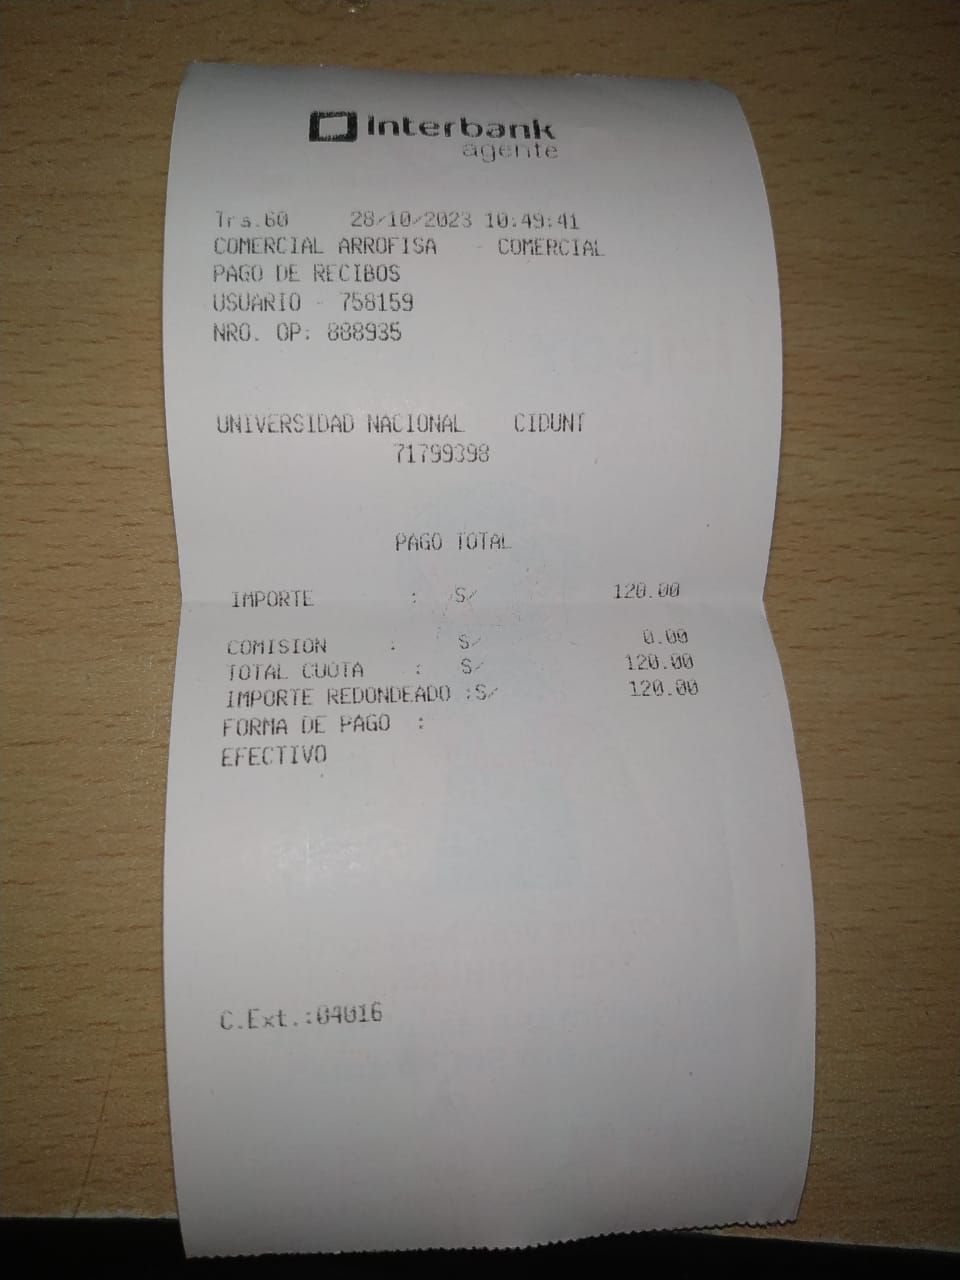 Interbank
agente
Trs.60 28/10/2023 10:49:41
COMERCIAL ARROFISA - COMERCIAL
PAGO DE RECIBOS
USUARIO - 758159
NRO. OP: 888935
UNIVERSIDAD NACIONAL CIDUNT
71799398
PAGO TOTAL
IMPORTE : S/ 120.00
COMISION : S/ 0.00
TOTAL CUOTA : S/ 120.00
IMPORTE REDONDEADO :S/ 120.00
FORMA DE PAGO :
EFECTIVO
C.Ext.:04016